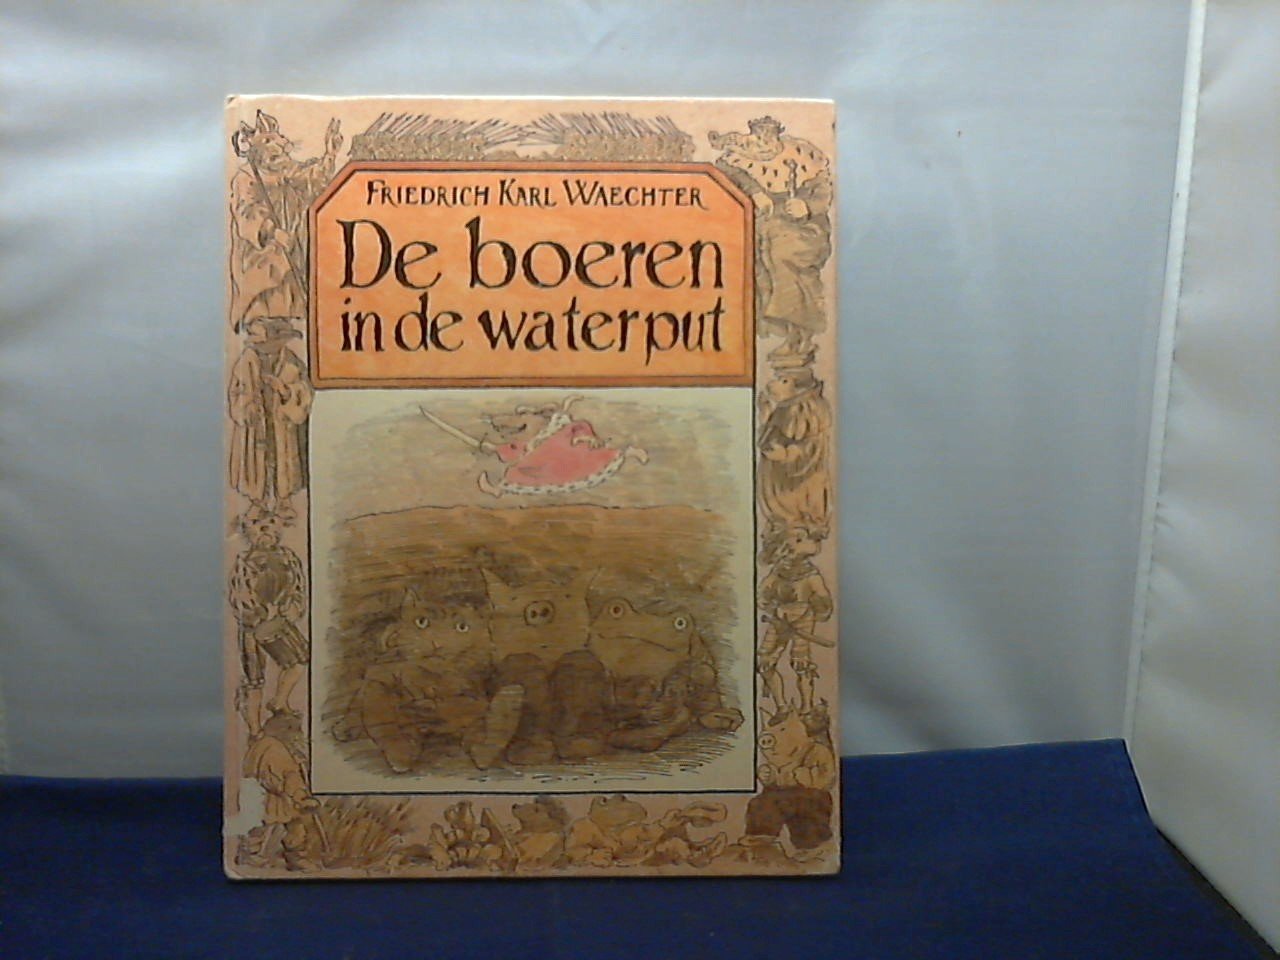 FRIEDRICH KARL WAECHTER
De boeren
in de waterput